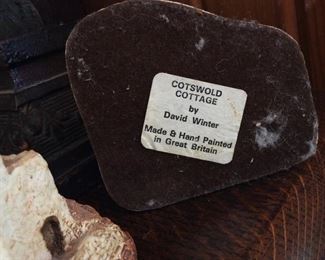 COTSWOLD
COTTAGE
by
David Winter
Made & Hand Painted
in Great Britain